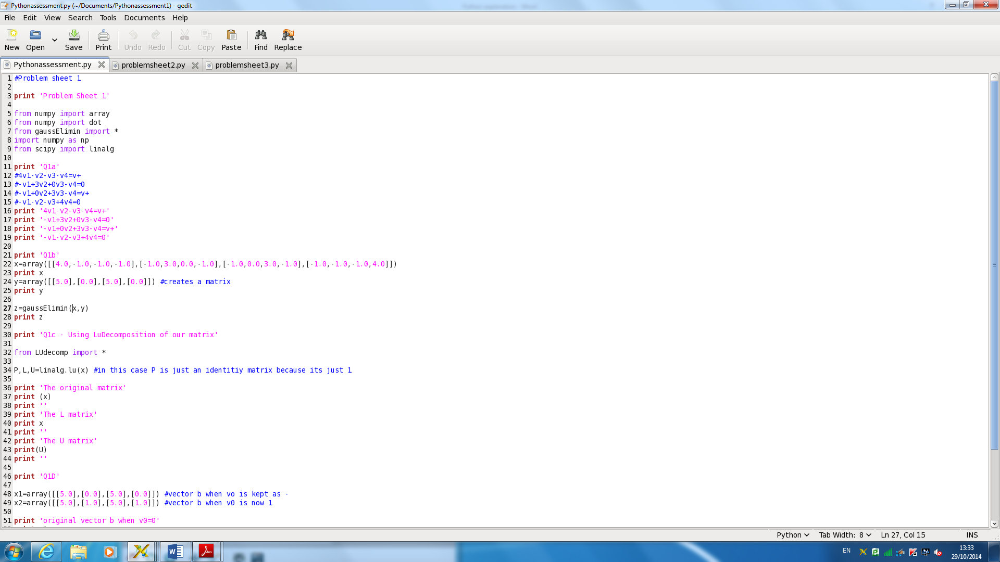 Pythonassessment.py (~/Documents/Pythonassessment1) - gedit
File Edit View Search Tools Documents Help
New Open Save Print Undo Redo Cut Copy Paste Find Replace
Pythonassessment.py problemsheet2.py problemsheet3.py
1 #Problem sheet 1
2
3 print 'Problem Sheet 1'
4
5 from numpy import array
6 from numpy import dot
7 from gaussElimin import *
8 import numpy as np
9 from scipy import linalg
10
11 print 'Q1a'
12 #4v1-v2-v3-v4=v+
13 #-v1+3v2+0v3-v4=0
14 #-v1+0v2+3v3-v4=v+
15 #-v1-v2-v3+4v4=0
16 print '4v1-v2-v3-v4=v+'
17 print '-v1+3v2+0v3-v4=0'
18 print '-v1+0v2+3v3-v4=v+'
19 print '-v1-v2-v3+4v4=0'
20
21 print 'Q1b'
22 x=array([[4.0,-1.0,-1.0,-1.0],[-1.0,3.0,0.0,-1.0],[-1.0,0.0,3.0,-1.0],[-1.0,-1.0,-1.0,4.0]])
23 print x
24 y=array([[5.0],[0.0],[5.0],[0.0]]) #creates a matrix
25 print y
26
27 z=gaussElimin(x,y)
28 print z
29
30 print 'Q1c - Using LuDecomposition of our matrix'
31
32 from LUdecomp import *
33
34 P,L,U=linalg.lu(x) #in this case P is just an identitiy matrix because its just 1
35
36 print 'The original matrix'
37 print (x)
38 print ''
39 print 'The L matrix'
40 print x
41 print ''
42 print 'The U matrix'
43 print(U)
44 print ''
45
46 print 'Q1D'
47
48 x1=array([[5.0],[0.0],[5.0],[0.0]]) #vector b when vo is kept as -
49 x2=array([[5.0],[1.0],[5.0],[1.0]]) #vector b when v0 is now 1
50
51 print 'original vector b when v0=0'
Python Tab Width: 8 Ln 27, Col 15 INS
EN 13:33
29/10/2014